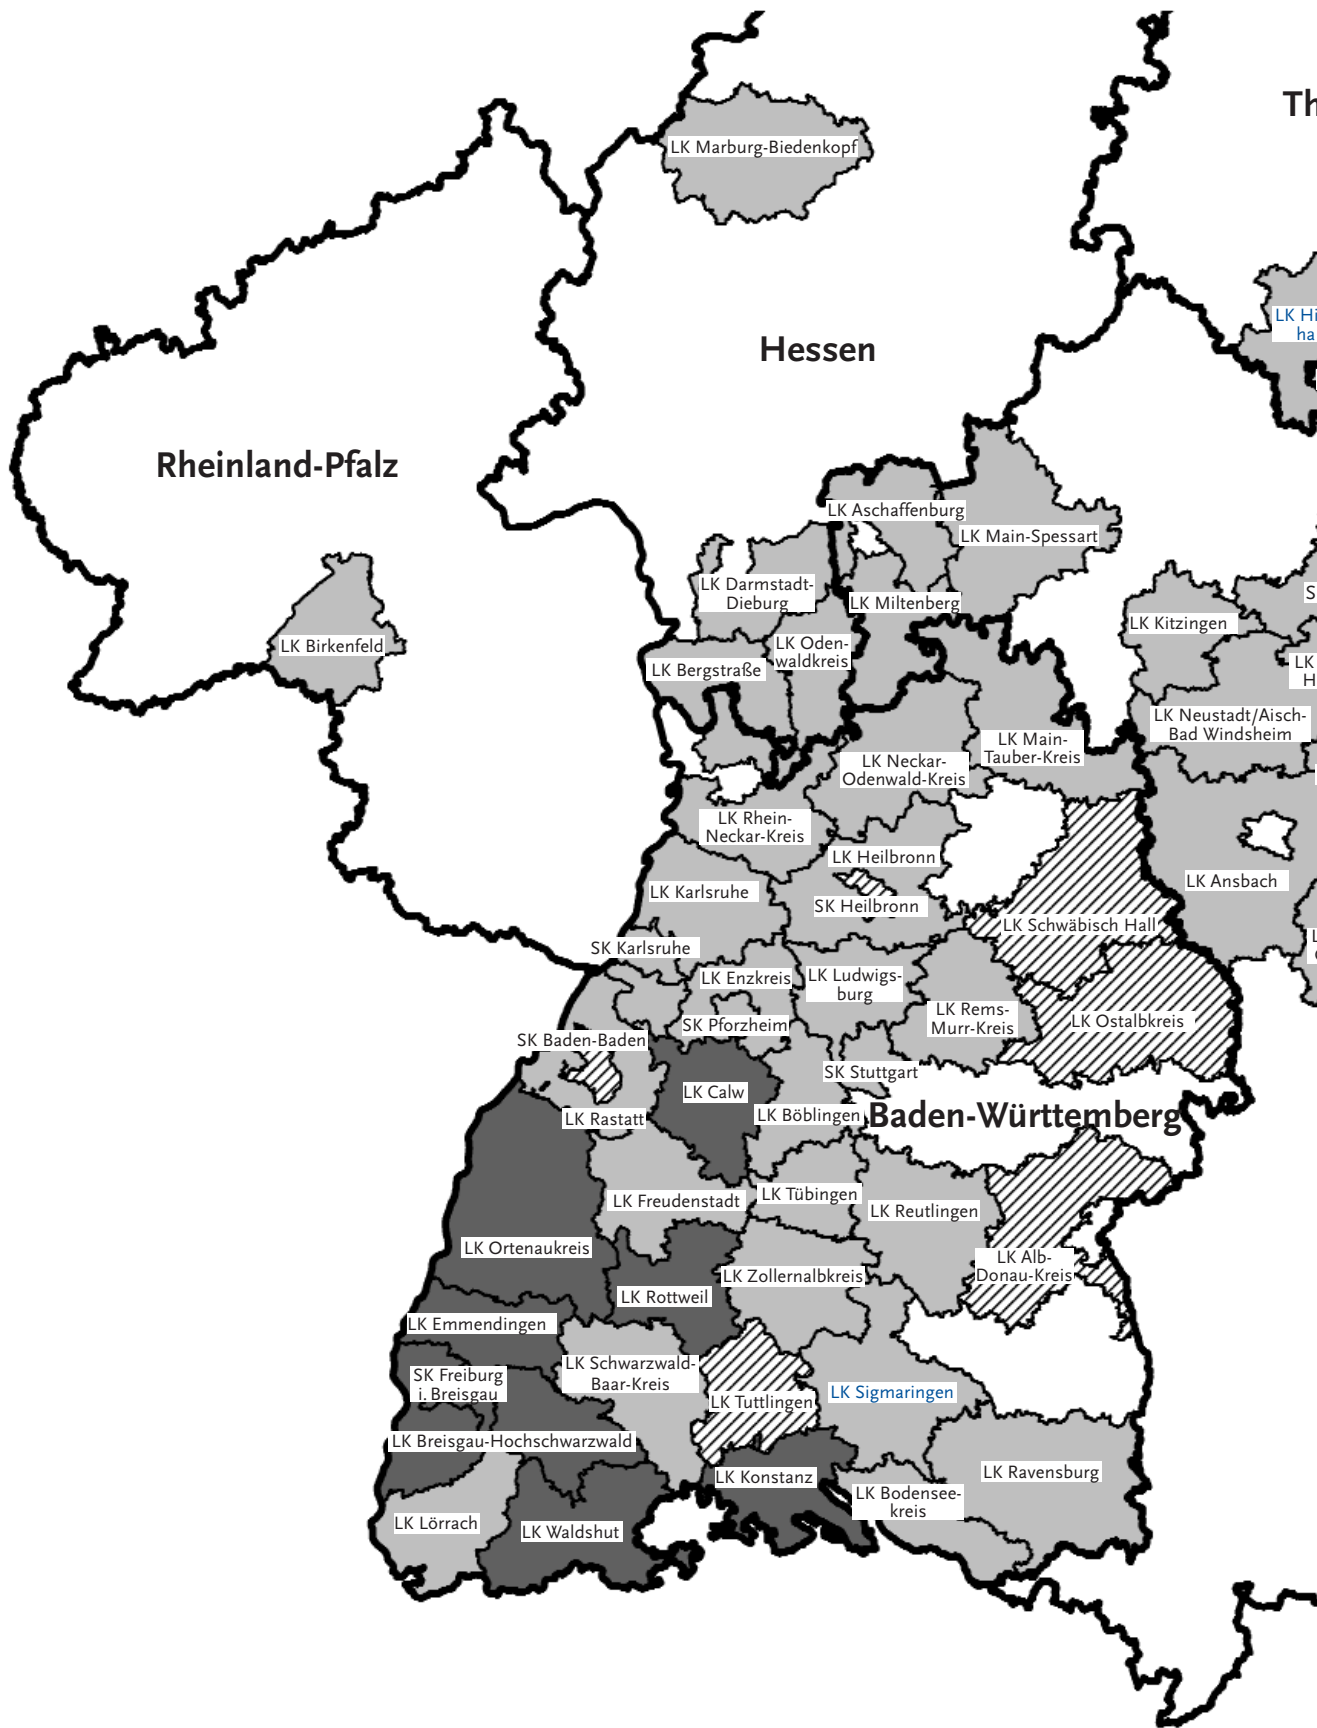 Th
LK Marburg-Biedenkopf
LK Hi
ha
Hessen
Rheinland-Pfalz
LK Aschaffenburg
LK Main-Spessart
LK Darmstadt-
Dieburg
LK Miltenberg
S
LK Kitzingen
LK Birkenfeld
LK Oden-
waldkreis
LK Bergstraße
LK
H
LK Neustadt/Aisch-
Bad Windsheim
LK Main-
Tauber-Kreis
LK Neckar-
Odenwald-Kreis
LK Rhein-
Neckar-Kreis
LK Heilbronn
LK Karlsruhe
LK Ansbach
SK Heilbronn
LK Schwäbisch Hall
SK Karlsruhe
LK Enzkreis
LK Ludwigs-
burg
LK Rems-
Murr-Kreis
LK Ostalbkreis
SK Pforzheim
SK Baden-Baden
SK Stuttgart
LK Calw
LK Rastatt
LK Böblingen
Baden-Württemberg
LK Freudenstadt
LK Tübingen
LK Reutlingen
LK Ortenaukreis
LK Alb-
Donau-Kreis
LK Zollernalbkreis
LK Rottweil
LK Emmendingen
LK Schwarzwald-
Baar-Kreis
SK Freiburg
i. Breisgau
LK Tuttlingen
LK Sigmaringen
LK Breisgau-Hochschwarzwald
LK Konstanz
LK Ravensburg
LK Bodensee-
kreis
LK Lörrach
LK Waldshut